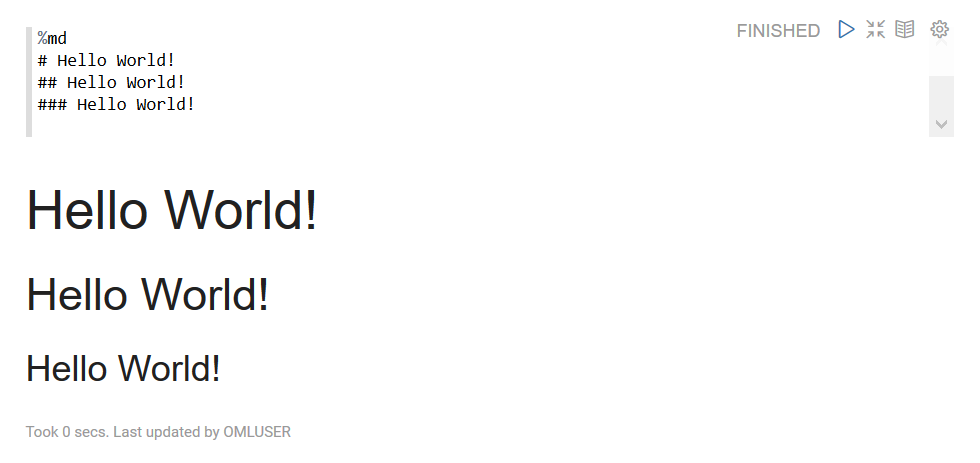 %md
FINISHED
# Hello World!
## Hello World!
### Hello World!
Hello World!
Hello World!
Hello World!
Took 0 secs. Last updated by OMLUSER